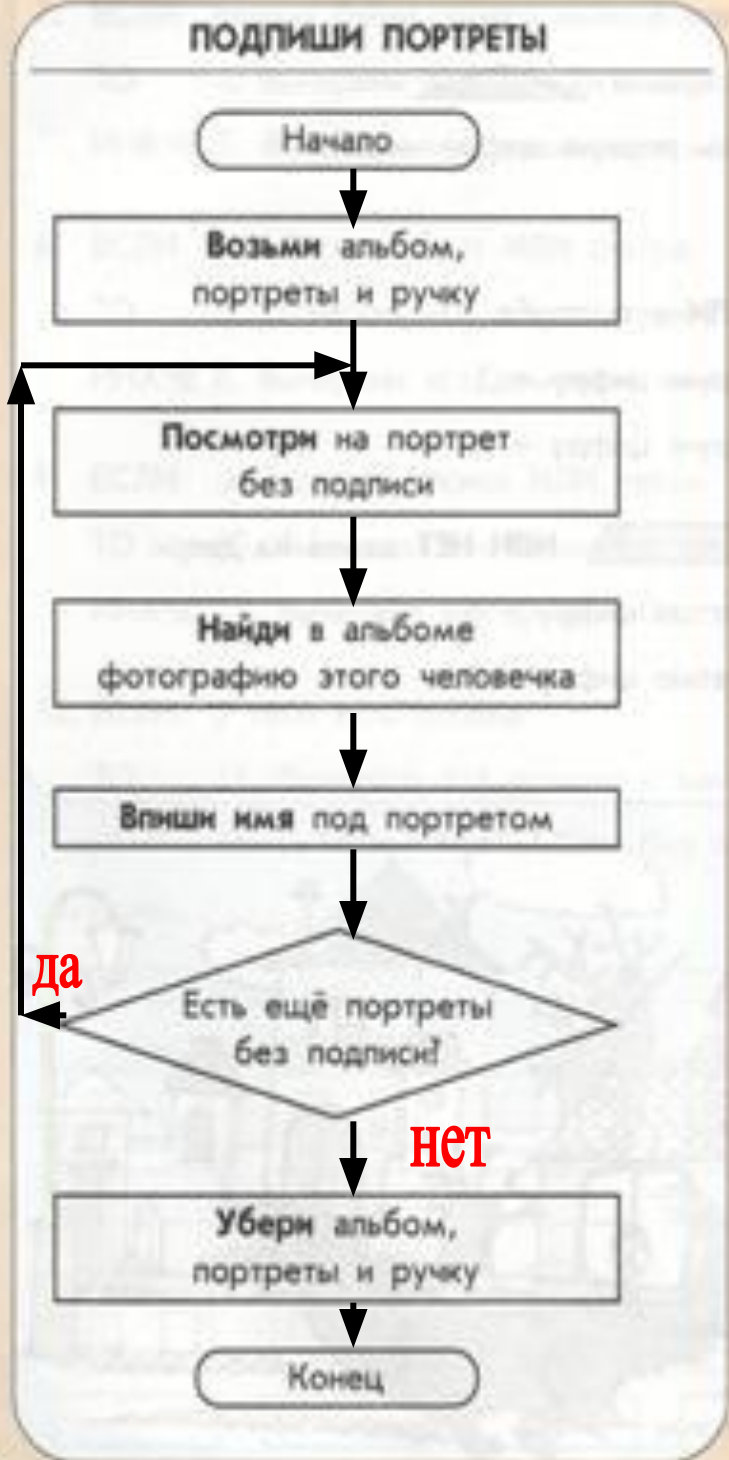 ПОДПИШИ ПОРТРЕТЫ
Начало
Возьми альбом,
портреты и ручку
Посмотри на портрет
без подписи
Найди в альбоме
фотографию этого человечка
Впиши имя под портретом
да
Есть ещё портреты
без подписи?
нет
Убери альбом,
портреты и ручку
Конец